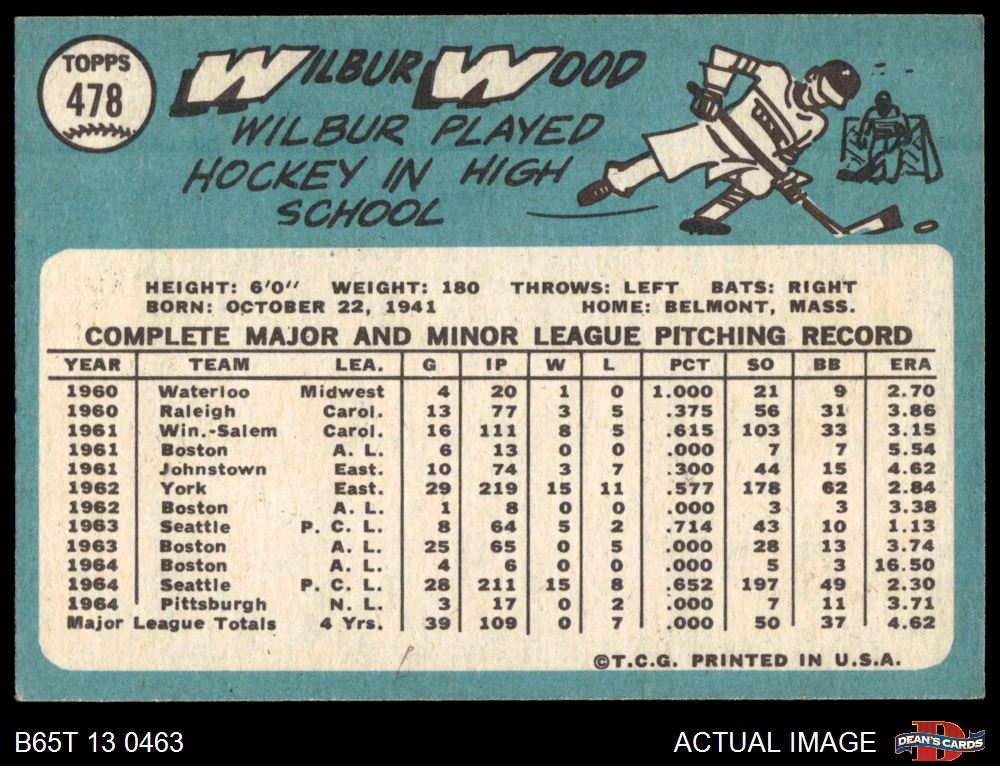 TOPPS
478
WILBUR WOOD
WILBUR PLAYED
HOCKEY IN HIGH
SCHOOL
HEIGHT: 6'0" WEIGHT: 180 THROWS: LEFT BATS: RIGHT
BORN: OCTOBER 22, 1941 HOME: BELMONT, MASS.
COMPLETE MAJOR AND MINOR LEAGUE PITCHING RECORD
YEAR TEAM LEA. G IP W L PCT SO BB ERA
1960 Waterloo Midwest 4 20 1 0 1.000 21 9 2.70
1960 Raleigh Carol. 13 77 3 5 .375 56 31 3.86
1961 Win.-Salem Carol. 16 111 8 5 .615 103 33 3.15
1961 Boston A. L. 6 13 0 0 .000 7 7 5.54
1961 Johnstown East. 10 74 3 7 .300 44 15 4.62
1962 York East. 29 219 15 11 .577 178 62 2.84
1962 Boston A. L. 1 8 0 0 .000 3 3 3.38
1963 Seattle P. C. L. 8 64 5 2 .714 43 10 1.13
1963 Boston A. L. 25 65 0 5 .000 28 13 3.74
1964 Boston A. L. 4 6 0 0 .000 5 3 16.50
1964 Seattle P. C. L. 28 211 15 8 .652 197 49 2.30
1964 Pittsburgh N. L. 3 17 0 2 .000 7 11 3.71
Major League Totals 4 Yrs. 39 109 0 7 .000 50 37 4.62
©T.C.G. PRINTED IN U.S.A.
B65T 13 0463 ACTUAL IMAGE DEAN'S CARDS